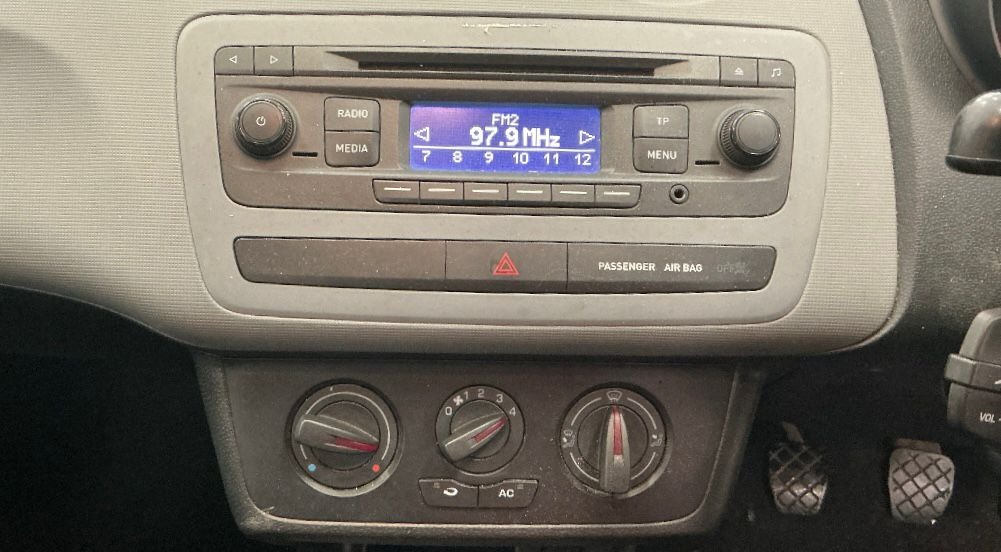 RADIO
MEDIA
FM2
97.9 MHz
7 8 9 10 11 12
TP
MENU
PASSENGER AIR BAG OFF
0 1 2 3 4
AC
VOL